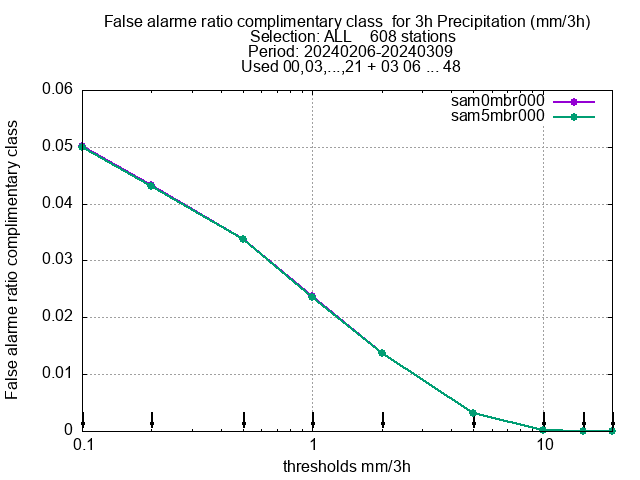 False alarme ratio complimentary class  for 3h Precipitation (mm/3h)
Selection: ALL    608 stations
Period: 20240206-20240309
Used 00,03,...,21 + 03 06 ... 48
sam0mbr000
sam5mbr000
0.06
0.05
0.04
0.03
0.02
0.01
0
False alarme ratio complimentary class
0.1
1
10
thresholds mm/3h